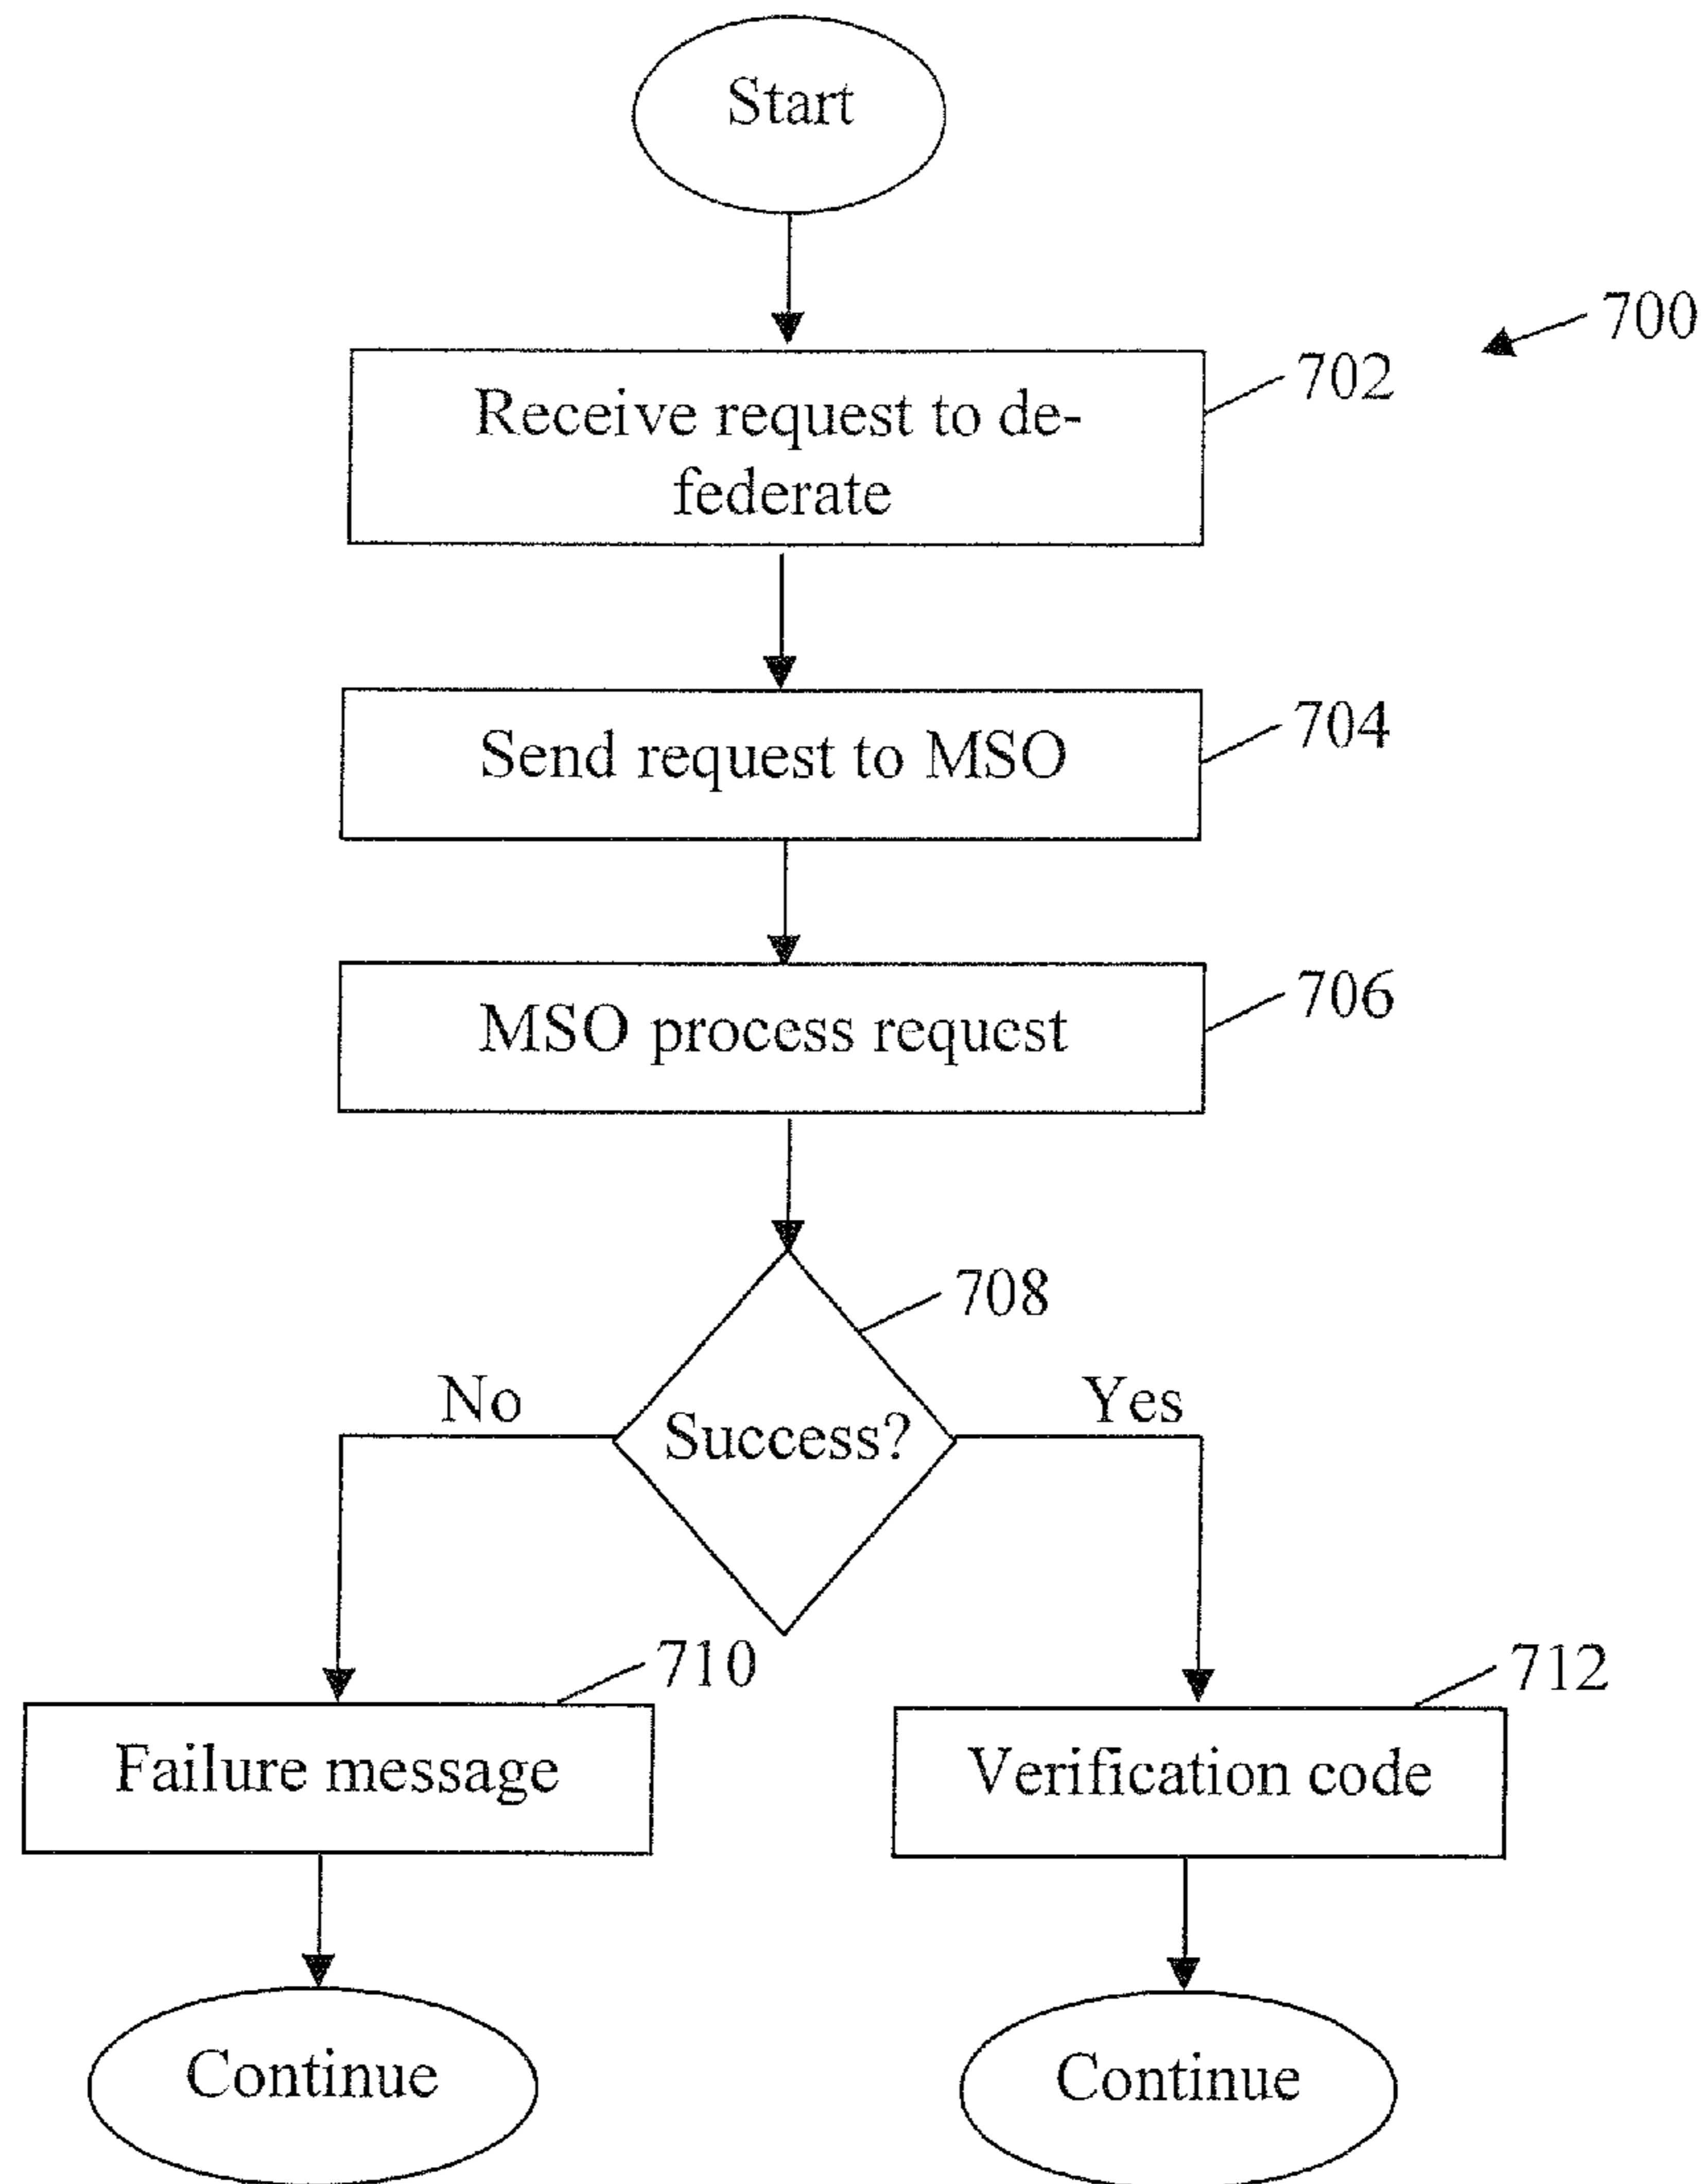 Start
700
702
Receive request to de-
federate
704
Send request to MSO
706
MSO process request
708
No
Yes
Success?
710
712
Failure message
Verification code
Continue
Continue